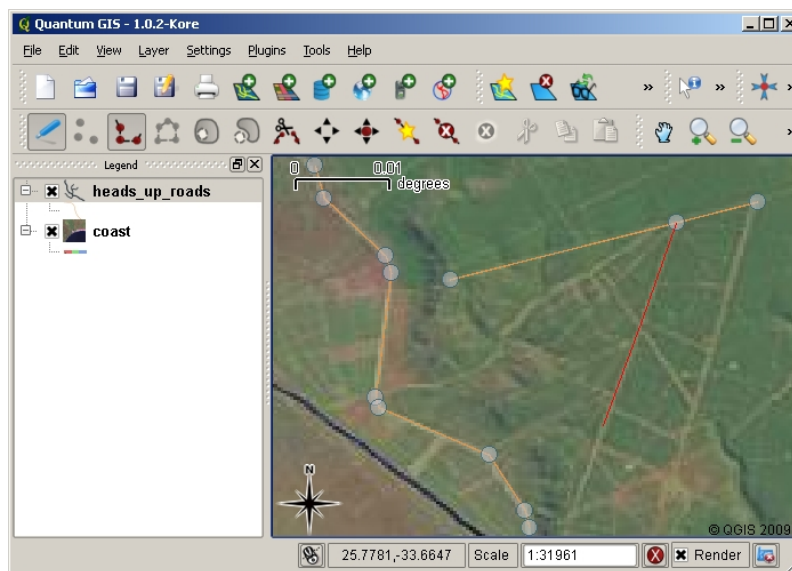 Quantum GIS - 1.0.2-Kore
File Edit View Layer Settings Plugins Tools Help
» » »
»
Legend
heads_up_roads
coast
0 0.01
degrees
N
© QGIS 2009
25.7781,-33.6647 Scale 1:31961 Render